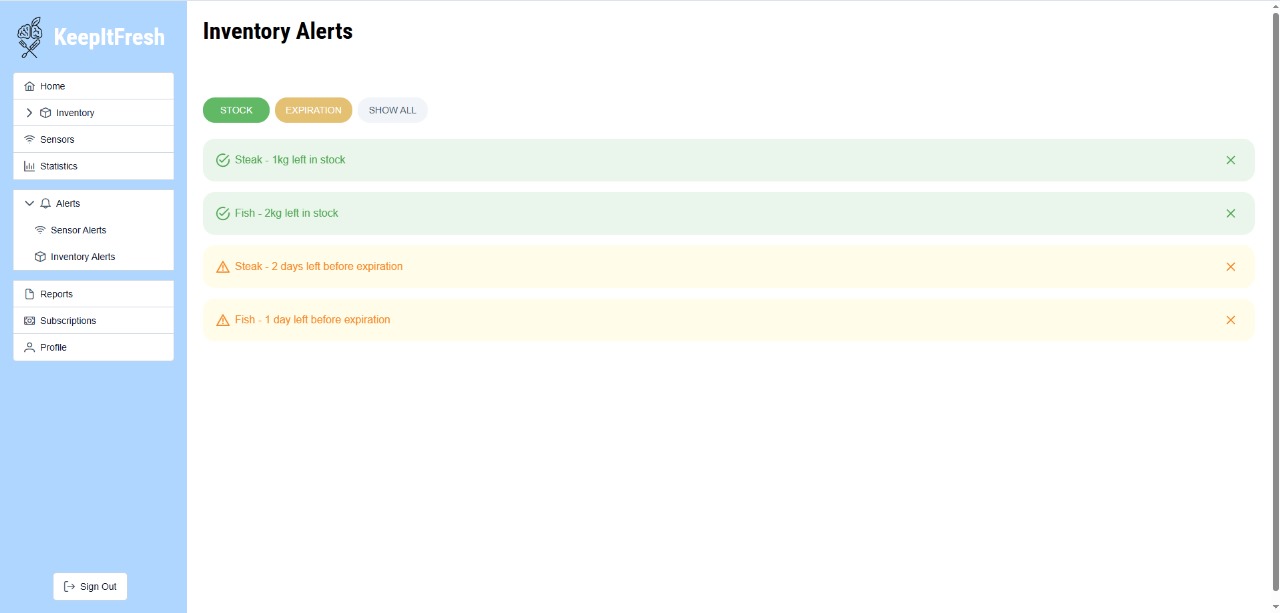 KeepItFresh
Home
Inventory
Sensors
Statistics
Alerts
Sensor Alerts
Inventory Alerts
Reports
Subscriptions
Profile
Sign Out
Inventory Alerts
STOCK EXPIRATION SHOW ALL
Steak - 1kg left in stock
Fish - 2kg left in stock
Steak - 2 days left before expiration
Fish - 1 day left before expiration